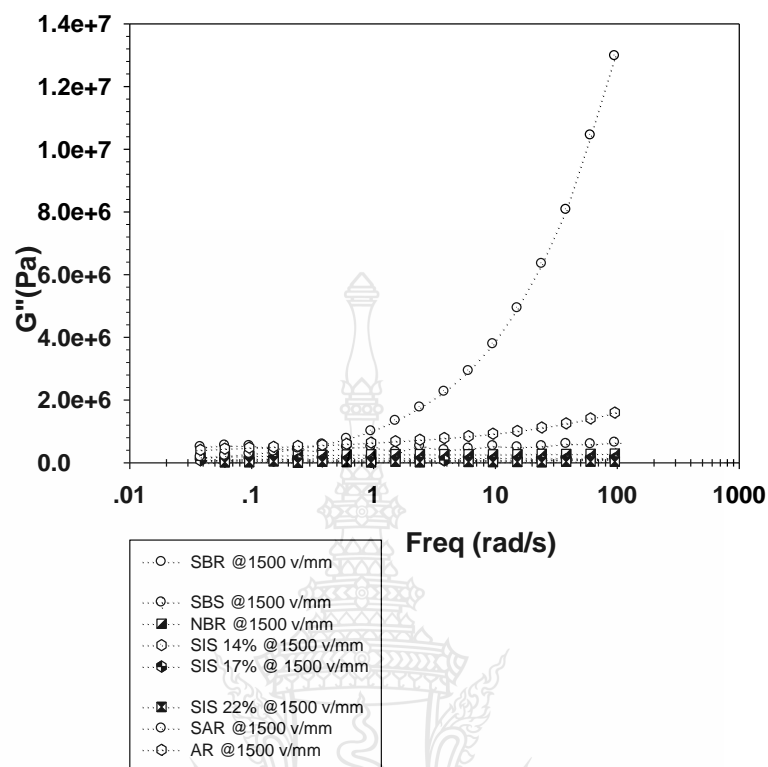 1.4e+7
1.2e+7
1.0e+7
8.0e+6
6.0e+6
4.0e+6
2.0e+6
0.0
G"(Pa)
.01 .1 1 10 100 1000
Freq (rad/s)
SBR @1500 v/mm
SBS @1500 v/mm
NBR @1500 v/mm
SIS 14% @1500 v/mm
SIS 17% @ 1500 v/mm
SIS 22% @1500 v/mm
SAR @1500 v/mm
AR @1500 v/mm